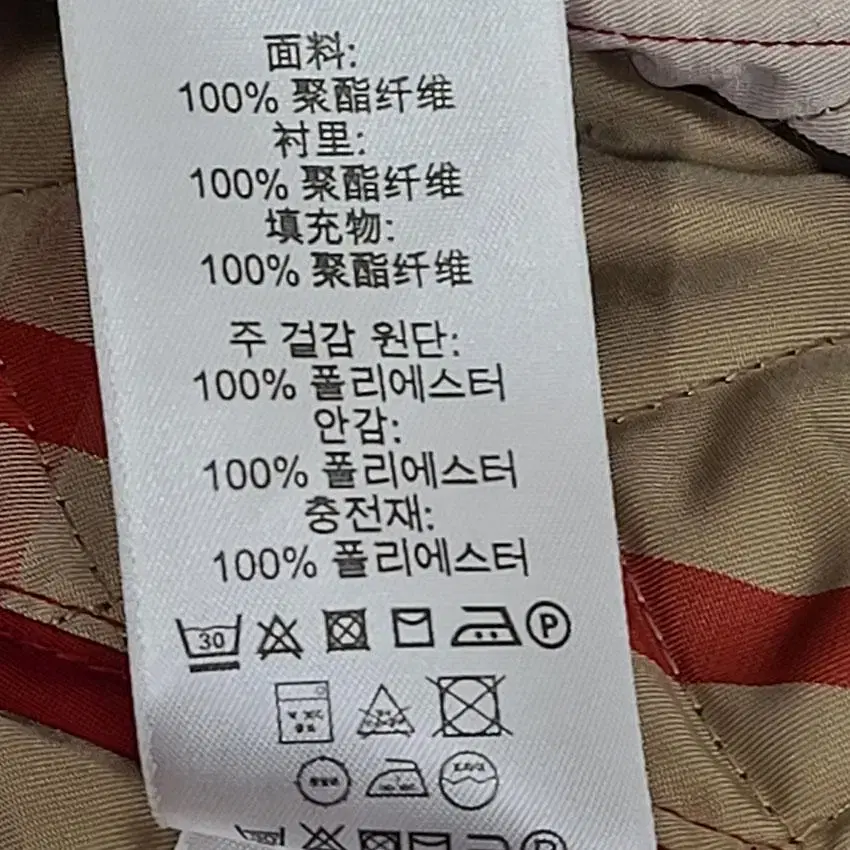 面料:
100% 聚酯纤维
衬里:
100% 聚酯纤维
填充物:
100% 聚酯纤维
주 걸감 원단:
100% 폴리에스터
안감:
100% 폴리에스터
충전재:
100% 폴리에스터
30 P